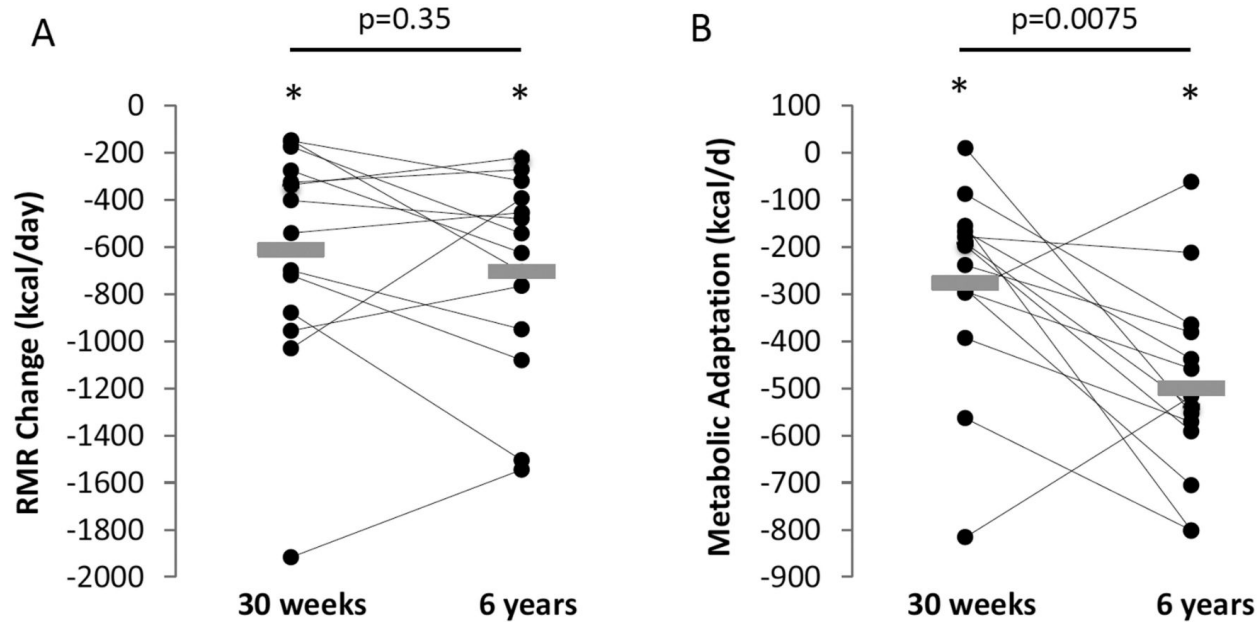 A
p=0.35
*
*
RMR Change (kcal/day)
0
-200
-400
-600
-800
-1000
-1200
-1400
-1600
-1800
-2000
30 weeks
6 years
B
p=0.0075
*
*
Metabolic Adaptation (kcal/d)
100
0
-100
-200
-300
-400
-500
-600
-700
-800
-900
30 weeks
6 years